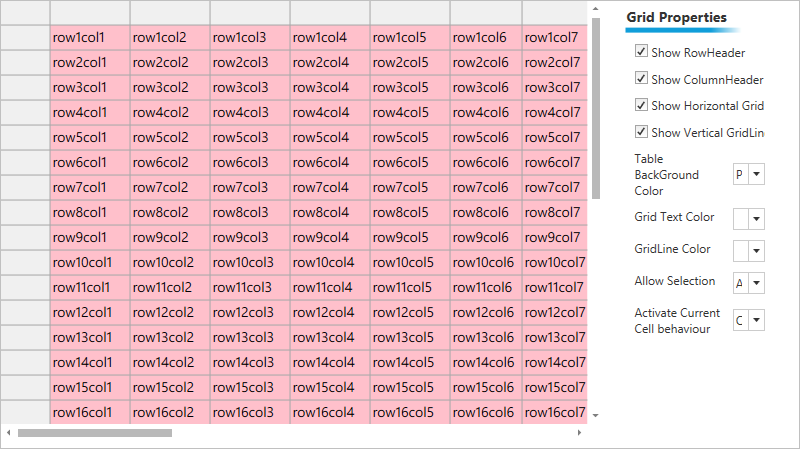 Grid Properties
row1col1 row1col2 row1col3 row1col4 row1col5 row1col6 row1col7
row2col1 row2col2 row2col3 row2col4 row2col5 row2col6 row2col7
row3col1 row3col2 row3col3 row3col4 row3col5 row3col6 row3col7
row4col1 row4col2 row4col3 row4col4 row4col5 row4col6 row4col7
row5col1 row5col2 row5col3 row5col4 row5col5 row5col6 row5col7
row6col1 row6col2 row6col3 row6col4 row6col5 row6col6 row6col7
row7col1 row7col2 row7col3 row7col4 row7col5 row7col6 row7col7
row8col1 row8col2 row8col3 row8col4 row8col5 row8col6 row8col7
row9col1 row9col2 row9col3 row9col4 row9col5 row9col6 row9col7
row10col1 row10col2 row10col3 row10col4 row10col5 row10col6 row10col7
row11col1 row11col2 row11col3 row11col4 row11col5 row11col6 row11col7
row12col1 row12col2 row12col3 row12col4 row12col5 row12col6 row12col7
row13col1 row13col2 row13col3 row13col4 row13col5 row13col6 row13col7
row14col1 row14col2 row14col3 row14col4 row14col5 row14col6 row14col7
row15col1 row15col2 row15col3 row15col4 row15col5 row15col6 row15col7
row16col1 row16col2 row16col3 row16col4 row16col5 row16col6 row16col7
Show RowHeader
Show ColumnHeader
Show Horizontal Grid
Show Vertical GridLin
Table
BackGround P
Color
Grid Text Color
GridLine Color
Allow Selection A
Activate Current
Cell behaviour C